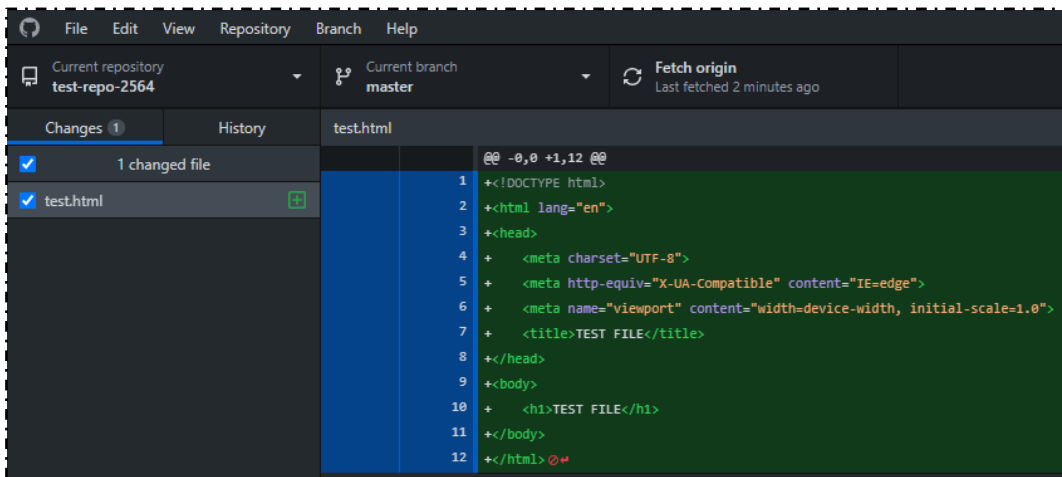 File Edit View Repository Branch Help
Current repository
test-repo-2564
Current branch
master
Fetch origin
Last fetched 2 minutes ago
Changes 1 History
1 changed file
test.html
test.html
@@ -0,0 +1,12 @@
1 +<!DOCTYPE html>
2 +<html lang="en">
3 +<head>
4 +    <meta charset="UTF-8">
5 +    <meta http-equiv="X-UA-Compatible" content="IE=edge">
6 +    <meta name="viewport" content="width=device-width, initial-scale=1.0">
7 +    <title>TEST FILE</title>
8 +</head>
9 +<body>
10 +    <h1>TEST FILE</h1>
11 +</body>
12 +</html>